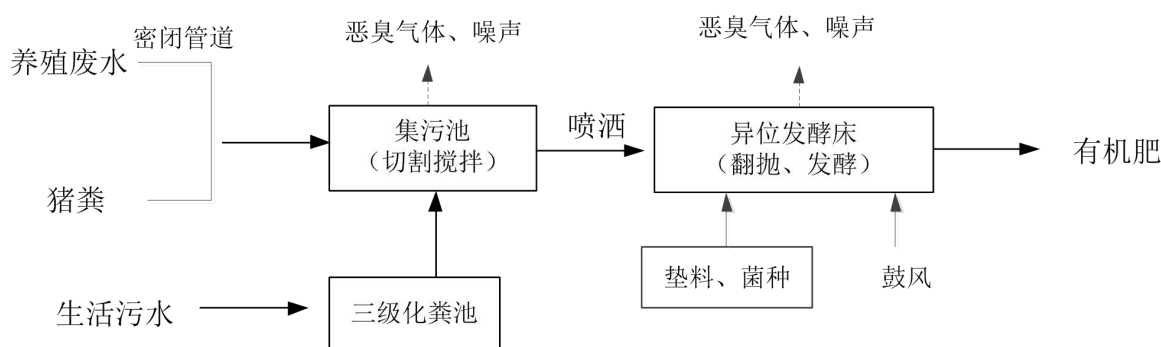 恶臭气体、噪声
恶臭气体、噪声
密闭管道
养殖废水
集污池
（切割搅拌）
喷洒
异位发酵床
（翻抛、发酵）
有机肥
猪粪
垫料、菌种
鼓风
生活污水
三级化粪池